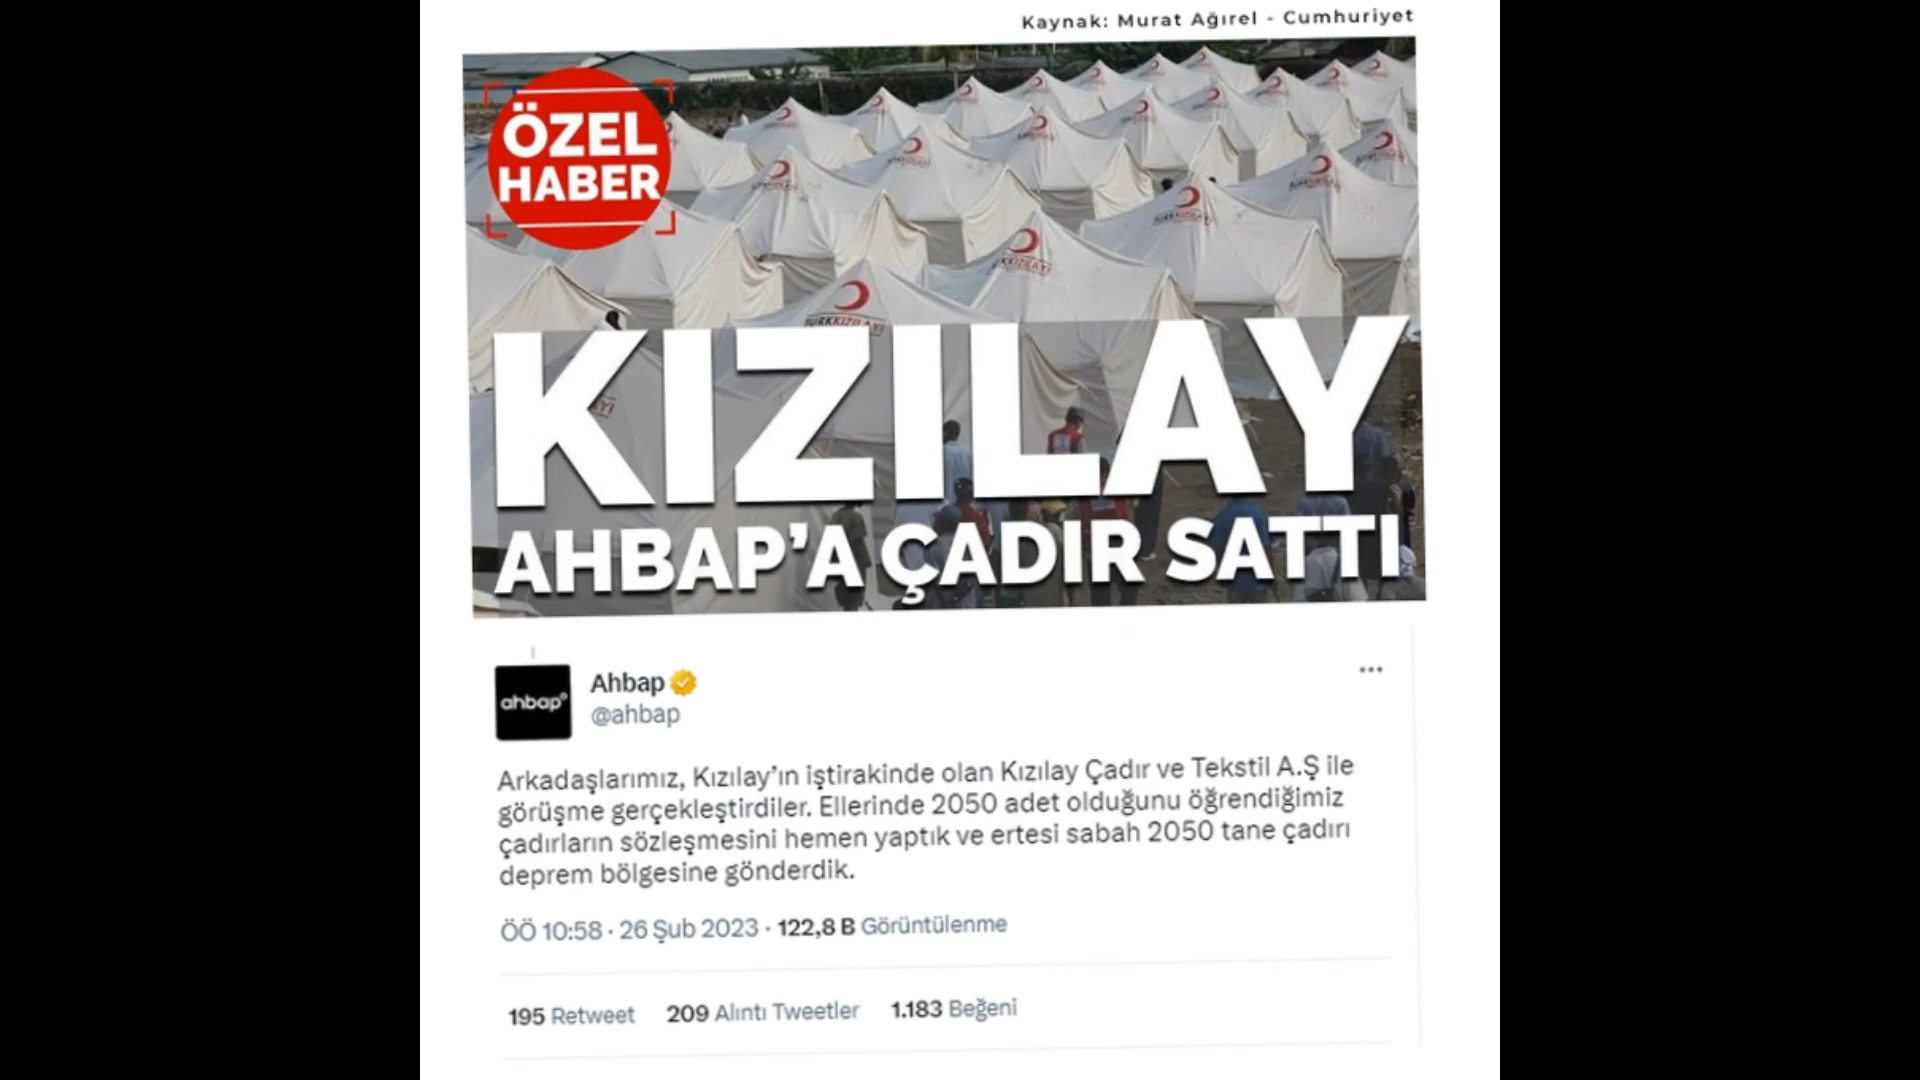 Kaynak: Murat Ağırel - Cumhuriyet
ÖZEL
HABER
TÜRKKIZILAYI
KIZILAY
AHBAP’A ÇADIR SATTI
ahbap
Ahbap
@ahbap
Arkadaşlarımız, Kızılay’ın iştirakinde olan Kızılay Çadır ve Tekstil A.Ş ile
görüşme gerçekleştirdiler. Ellerinde 2050 adet olduğunu öğrendiğimiz
çadırların sözleşmesini hemen yaptık ve ertesi sabah 2050 tane çadırı
deprem bölgesine gönderdik.
ÖÖ 10:58 · 26 Şub 2023 · 122,8 B Görüntülenme
195 Retweet 209 Alıntı Tweetler 1.183 Beğeni